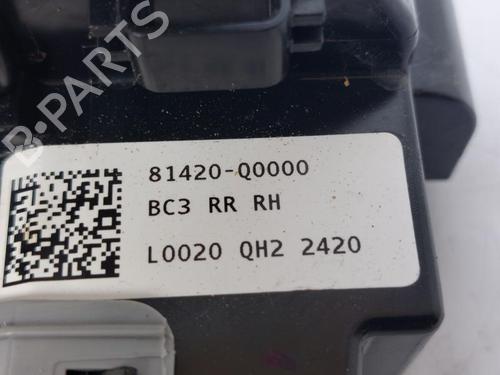 B-PARTS
81420-Q0000
BC3 RR RH
L0020 QH2 2420